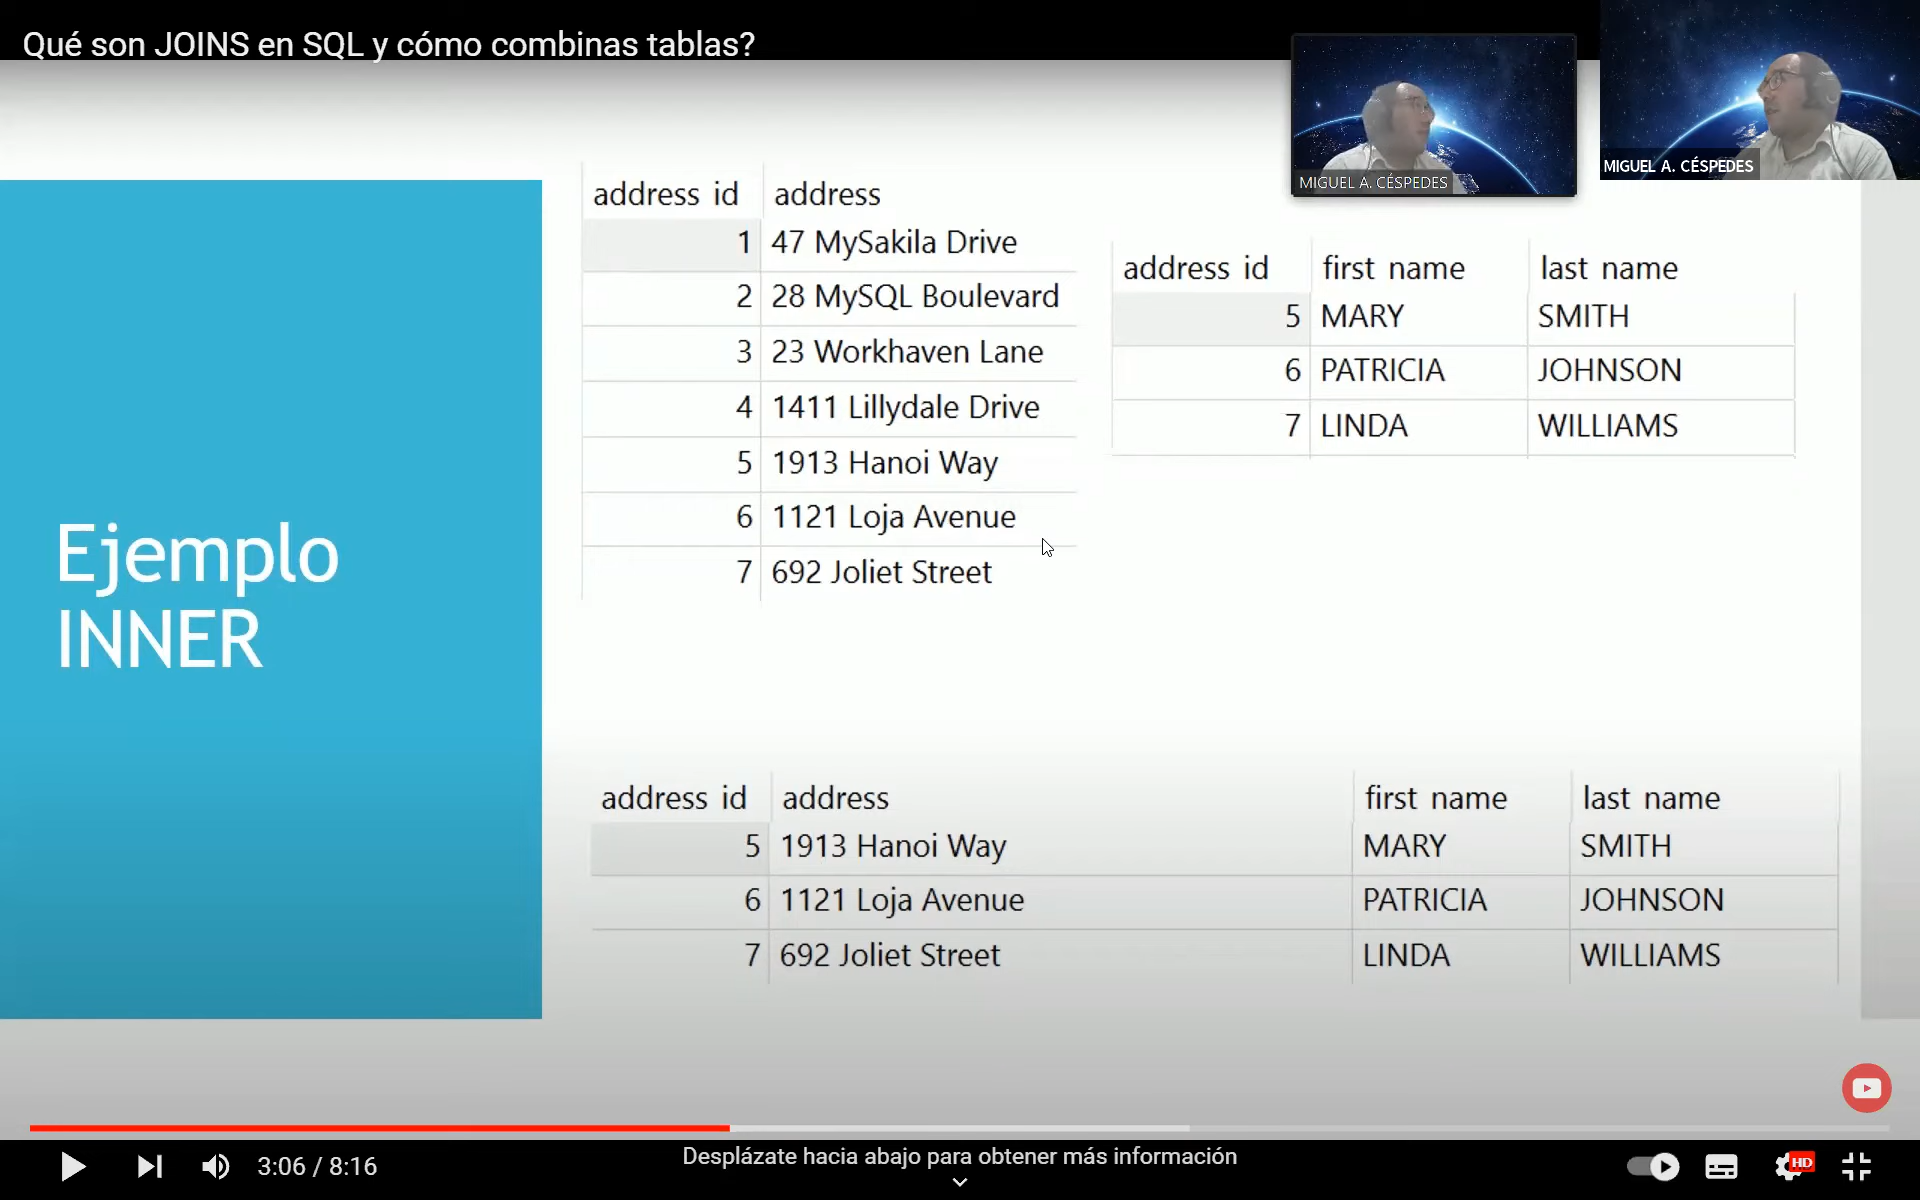 Qué son JOINS en SQL y cómo combinas tablas?
MIGUEL A. CÉSPEDES
MIGUEL A. CÉSPEDES
Ejemplo
INNER
address id address
1 47 MySakila Drive
2 28 MySQL Boulevard
3 23 Workhaven Lane
4 1411 Lillydale Drive
5 1913 Hanoi Way
6 1121 Loja Avenue
7 692 Joliet Street
address id first name last name
5 MARY SMITH
6 PATRICIA JOHNSON
7 LINDA WILLIAMS
address id address first name last name
5 1913 Hanoi Way MARY SMITH
6 1121 Loja Avenue PATRICIA JOHNSON
7 692 Joliet Street LINDA WILLIAMS
3:06 / 8:16
Desplázate hacia abajo para obtener más información
HD